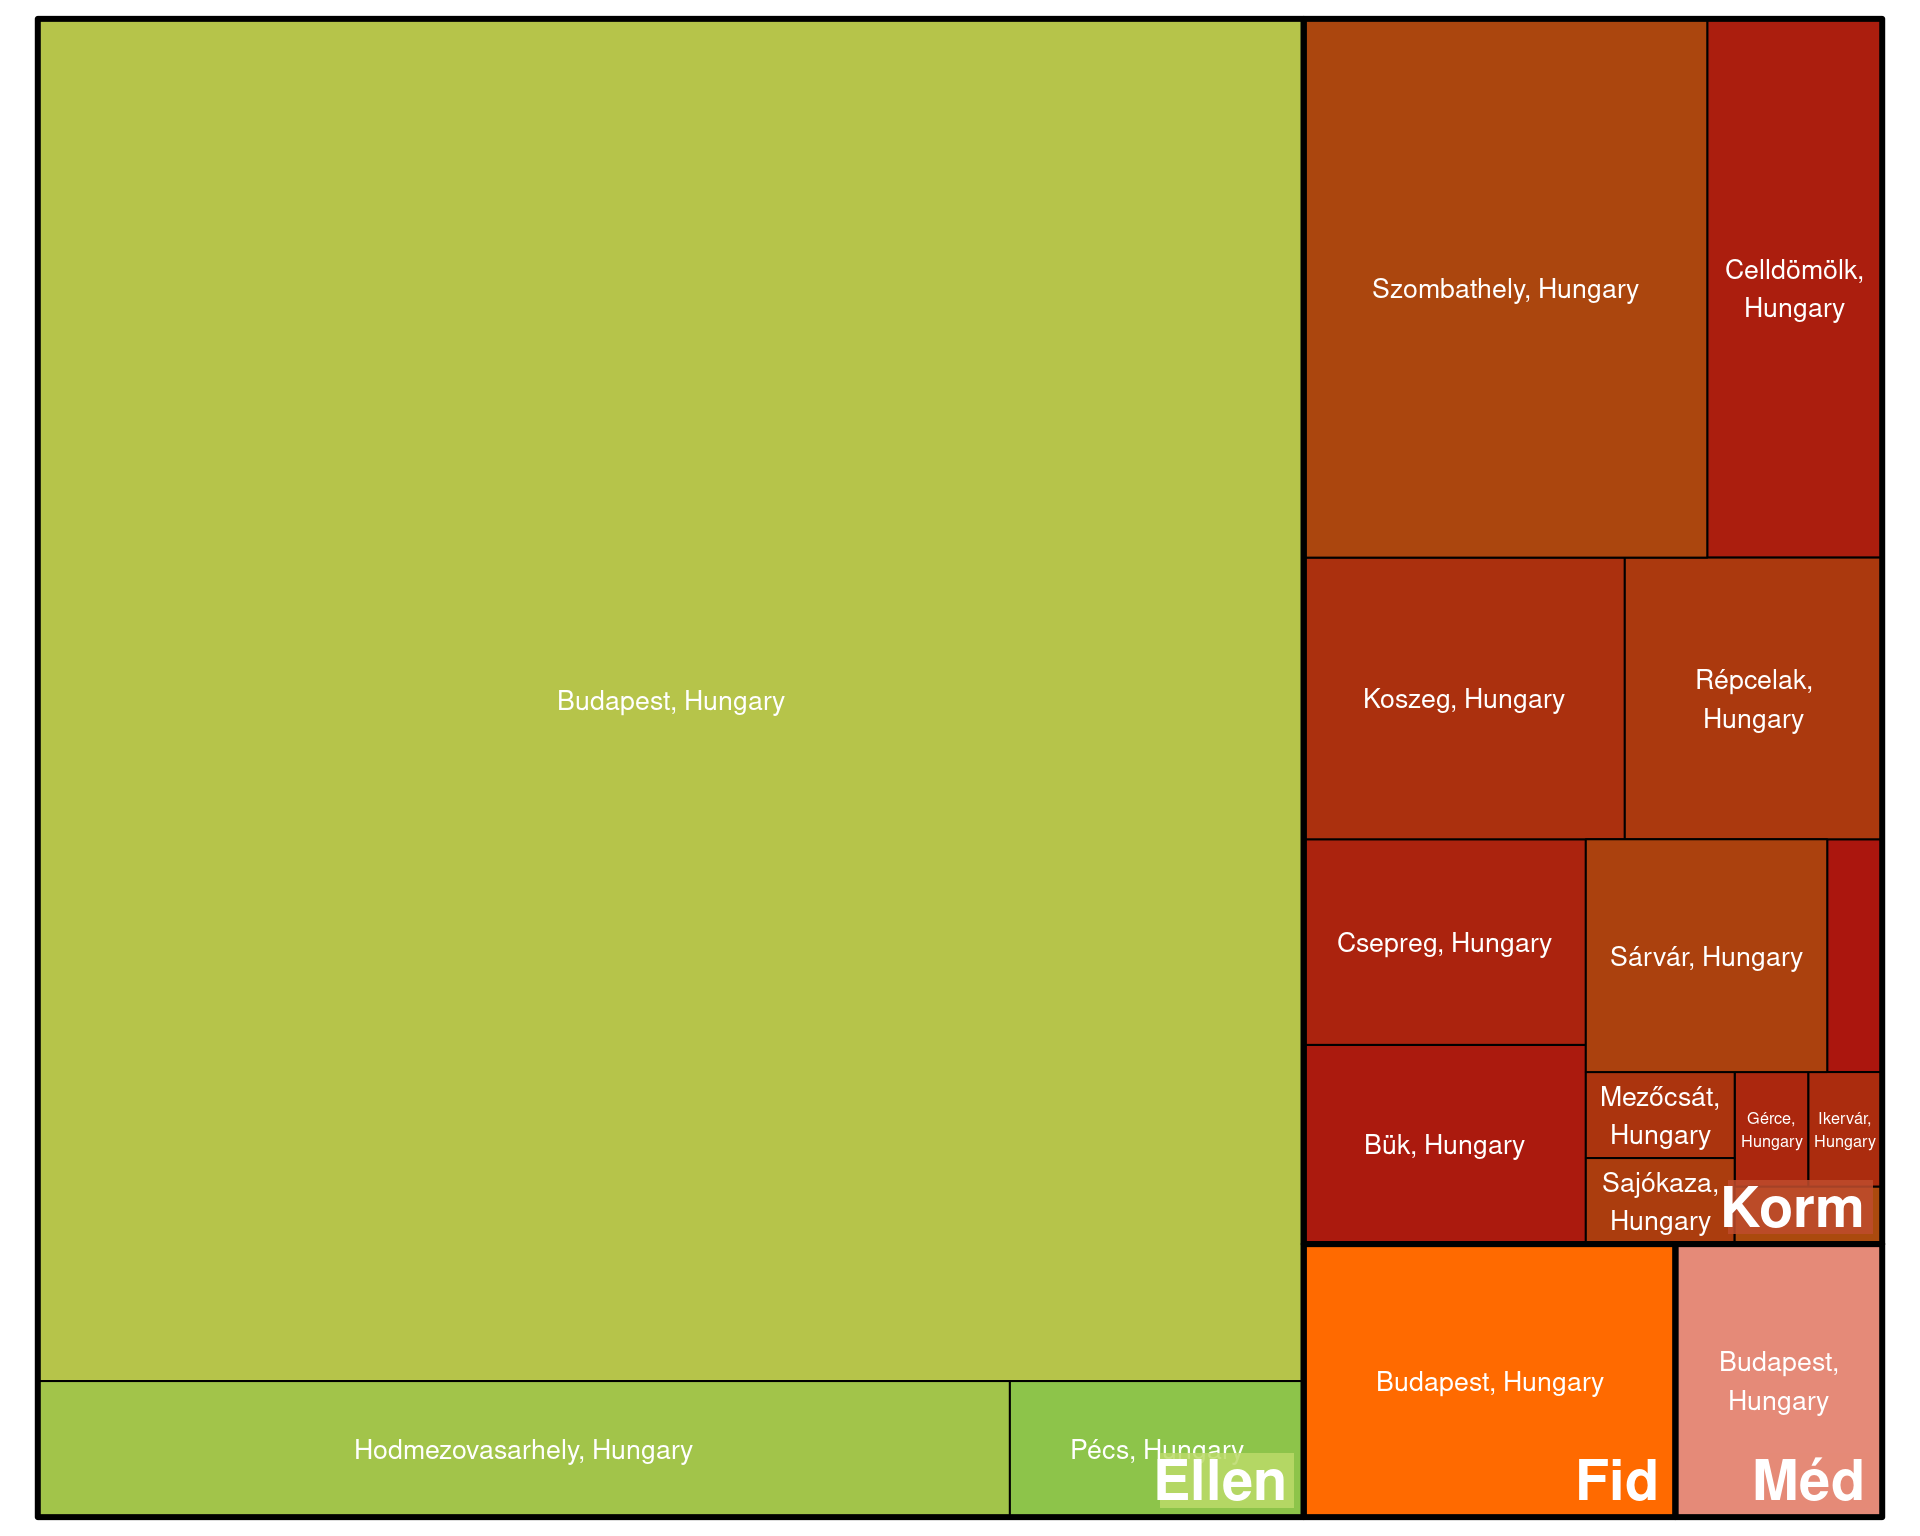 Budapest, Hungary
Hodmezovasarhely, Hungary
Pécs, Hungary
Ellen
Szombathely, Hungary
Celldömölk,
Hungary
Koszeg, Hungary
Répcelak,
Hungary
Csepreg, Hungary
Sárvár, Hungary
Bük, Hungary
Mezőcsát,
Hungary
Gérce,
Hungary
Ikervár,
Hungary
Sajókaza,
Hungary
Korm
Budapest, Hungary
Fid
Budapest,
Hungary
Méd